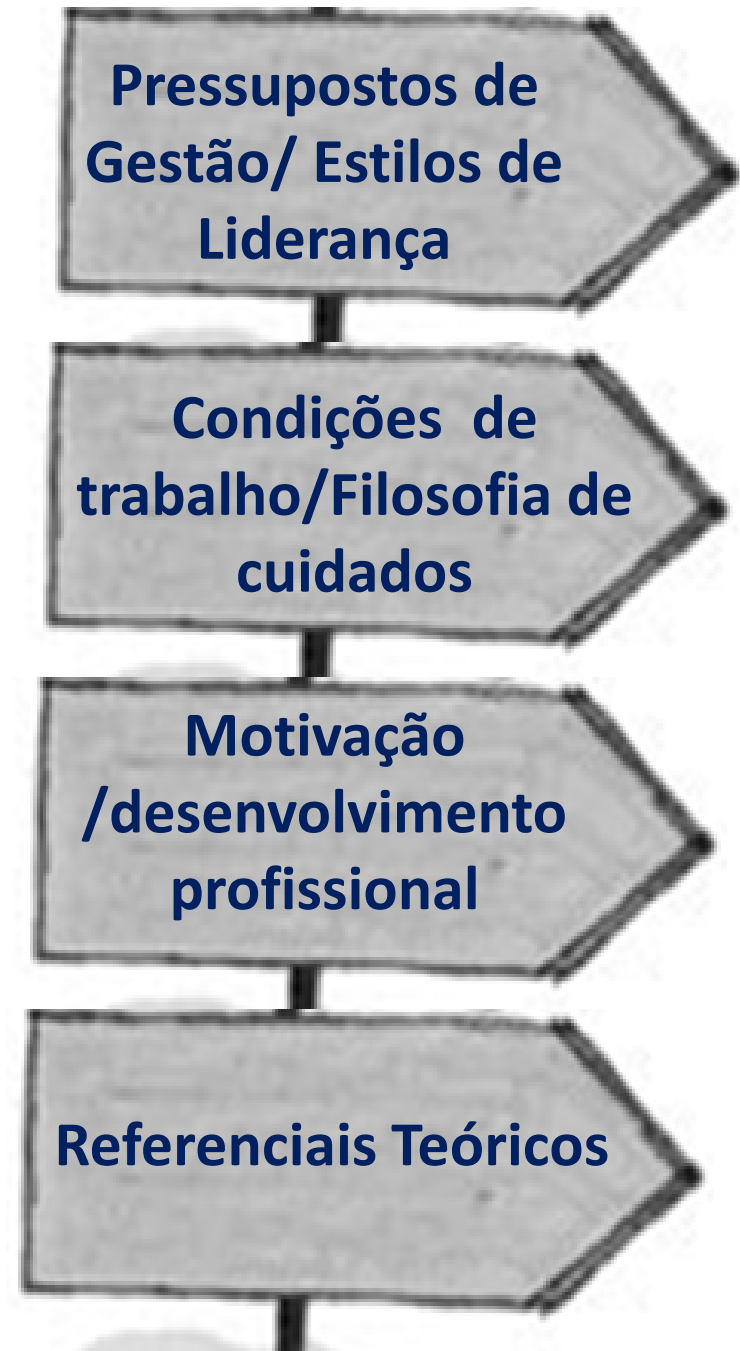 Pressupostos de
Gestão/ Estilos de
Liderança
Condições  de
trabalho/Filosofia de
cuidados
Motivação
/desenvolvimento
profissional
Referenciais Teóricos